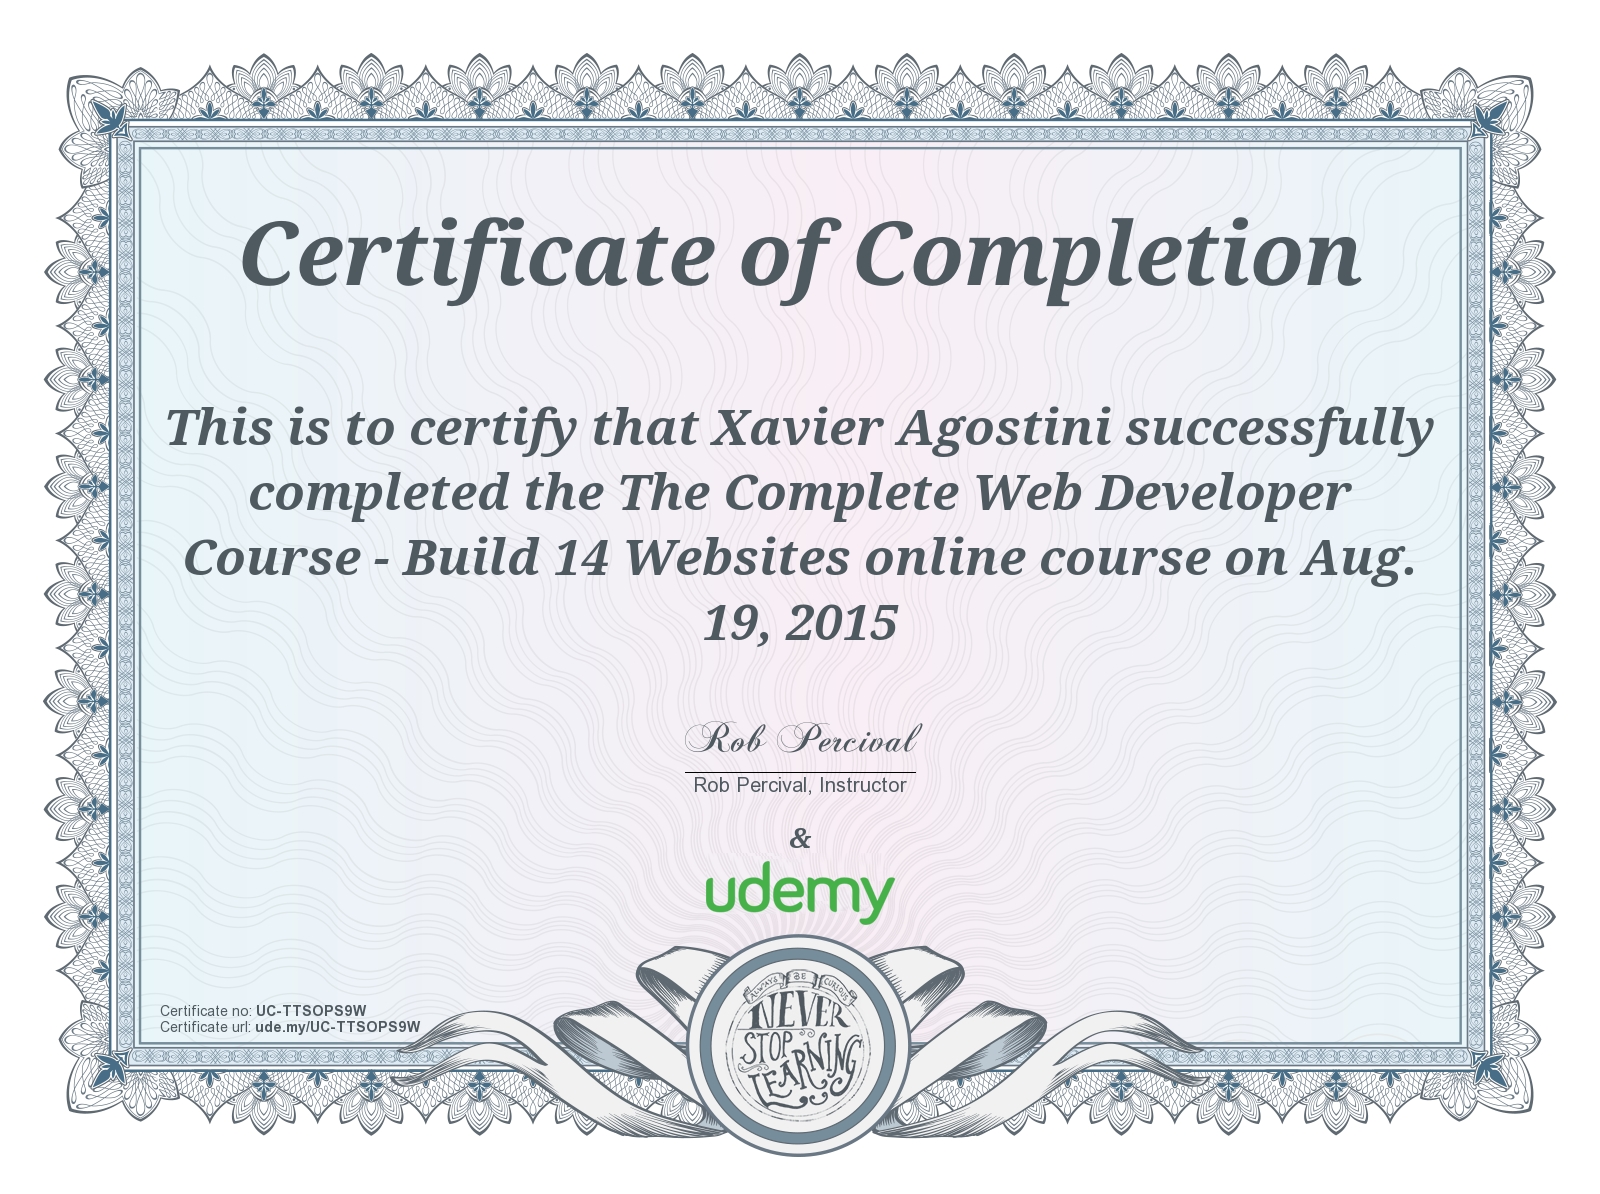 Certificate of Completion
This is to certify that Xavier Agostini successfully
completed the The Complete Web Developer
Course - Build 14 Websites online course on Aug.
19, 2015
Rob Percival
Rob Percival, Instructor
&
udemy
Certificate no: UC-TTSOPS9W
Certificate url: ude.my/UC-TTSOPS9W
ALWAYS BE CURIOUS
NEVER
STOP
LEARNING